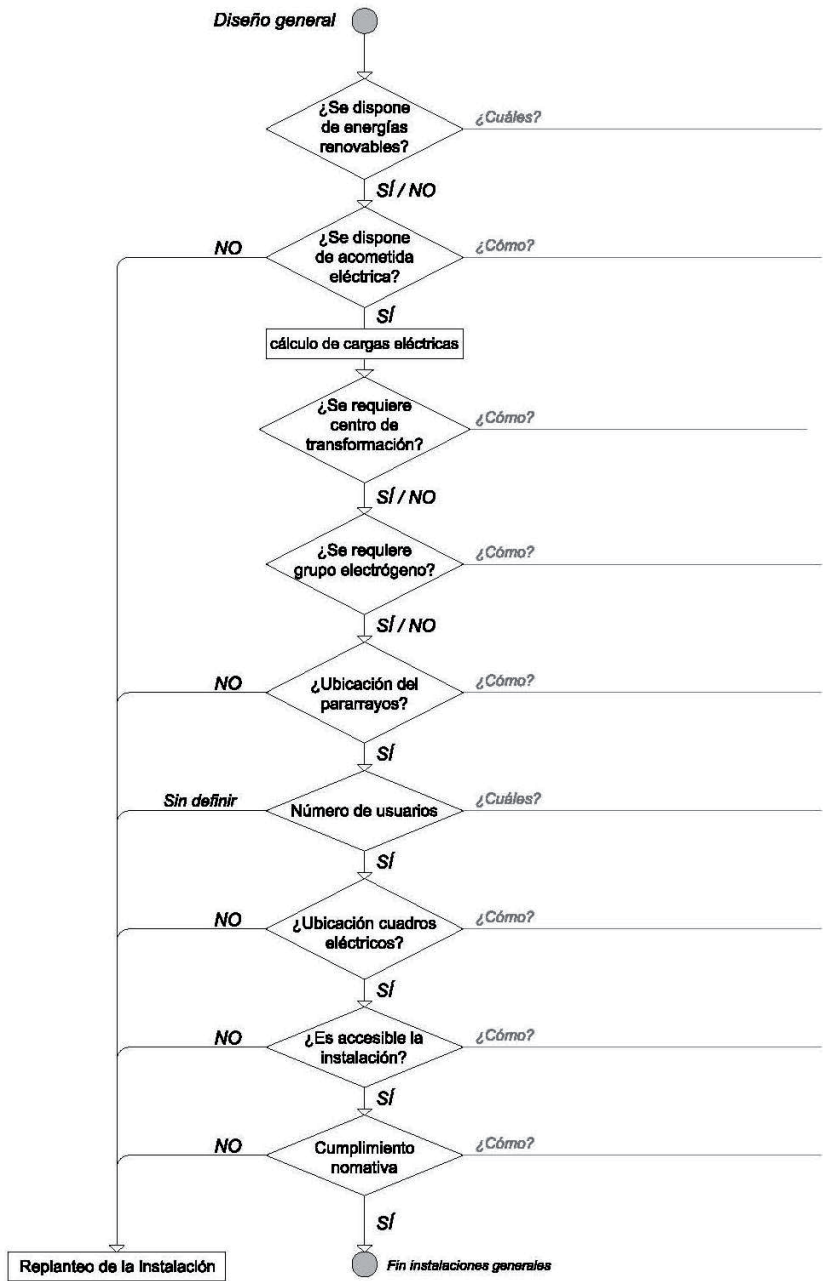 Diseño general
¿Se dispone
de energías
renovables?
¿Cuáles?
SÍ / NO
NO
¿Se dispone
de acometida
eléctrica?
¿Cómo?
SÍ
cálculo de cargas eléctricas
¿Se requiere
centro de
transformación?
¿Cómo?
SÍ / NO
¿Se requiere
grupo electrógeno?
¿Cómo?
SÍ / NO
NO
¿Ubicación del
pararrayos?
¿Cómo?
SÍ
Sin definir
Número de usuarios
¿Cuáles?
SÍ
NO
¿Ubicación cuadros
eléctricos?
¿Cómo?
SÍ
NO
¿Es accesible la
instalación?
¿Cómo?
SÍ
NO
Cumplimiento
nomativa
¿Cómo?
SÍ
Replanteo de la instalación
Fin instalaciones generales